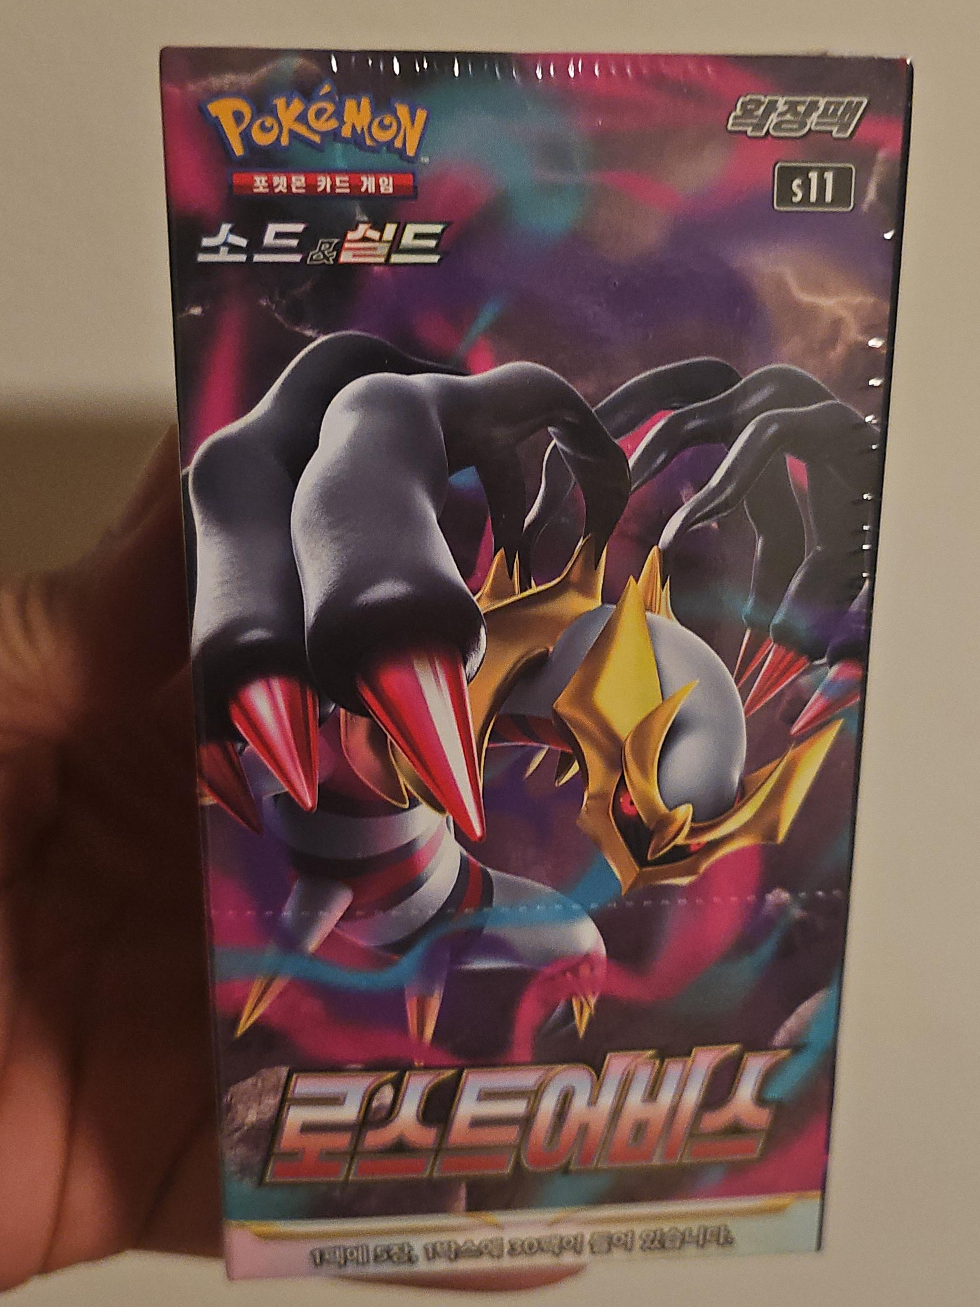 POKéMON
포켓몬 카드 게임
소드&실드
확장팩
s11
로스트어비스
1팩에 5장, 1박스에 30팩이 들어 있습니다.